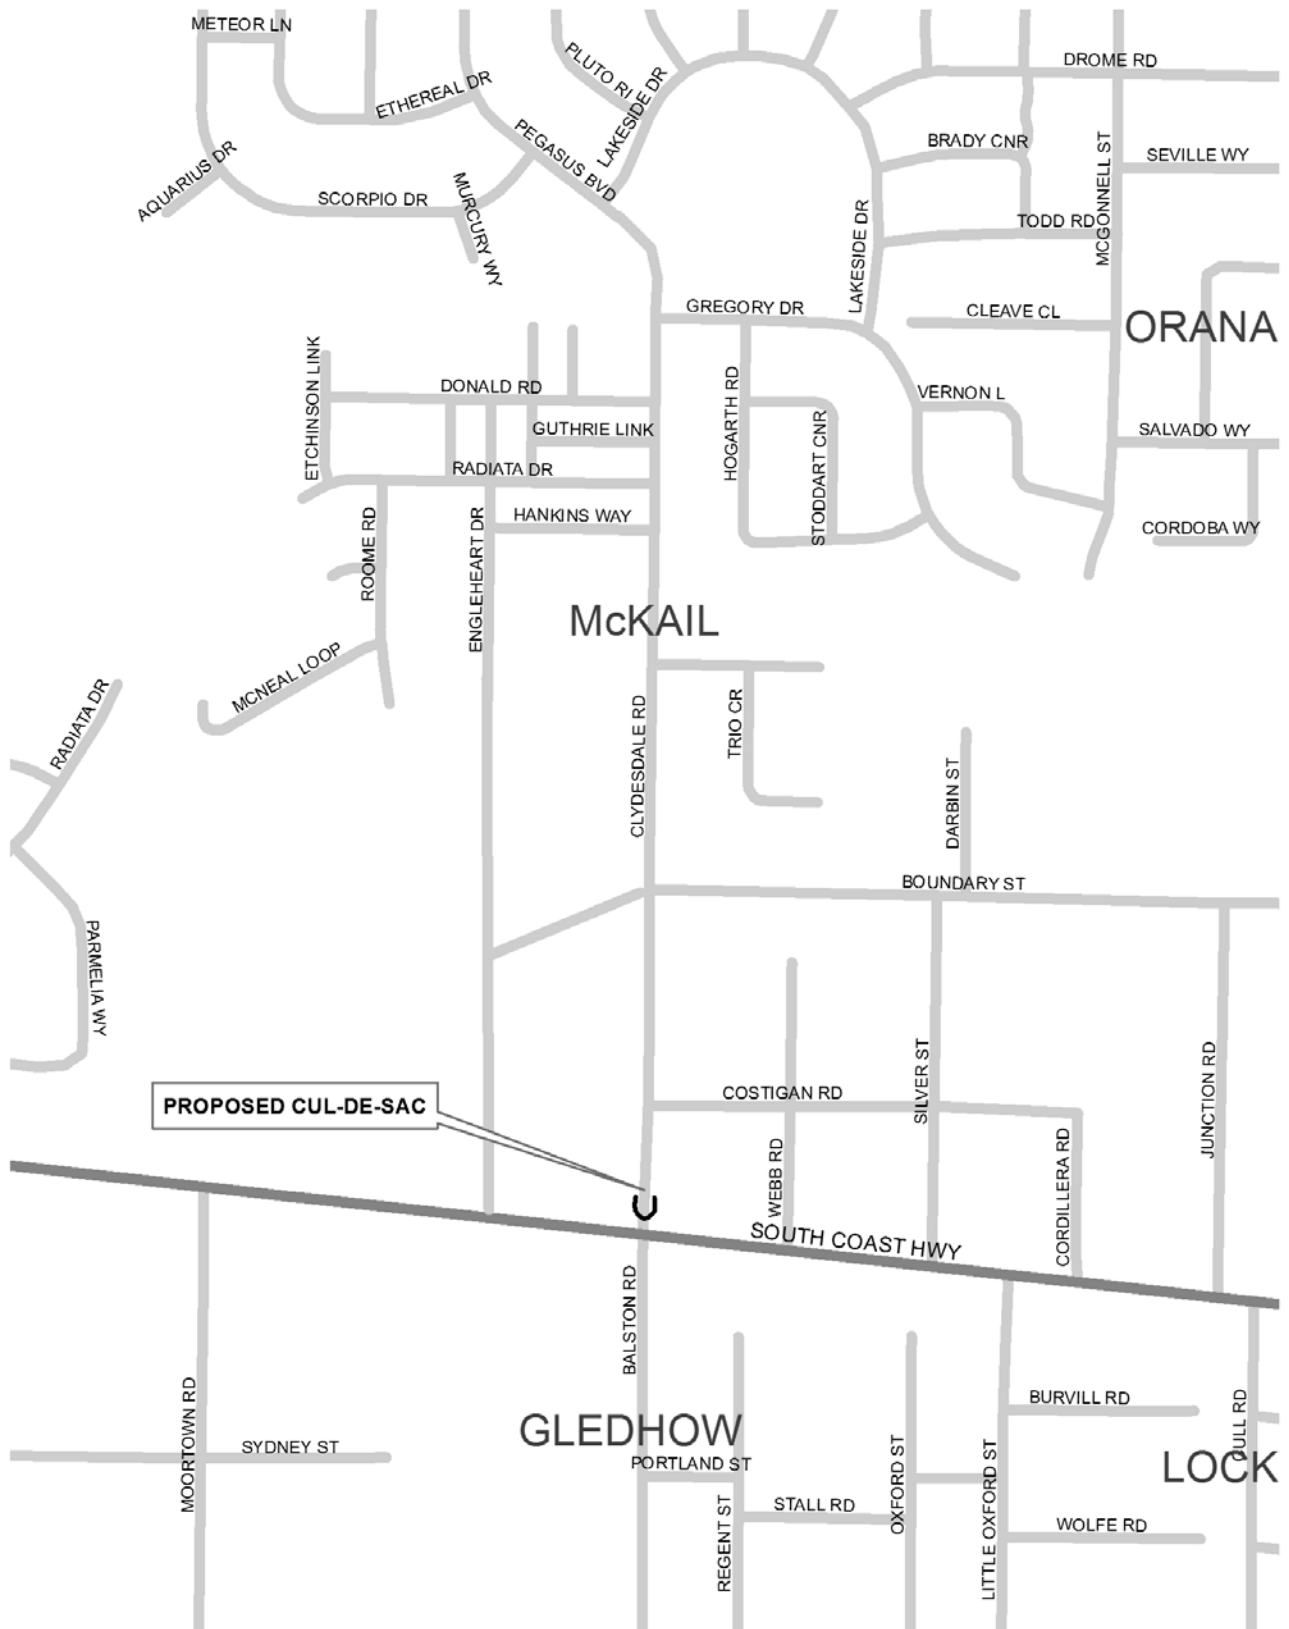 METEOR LN
PLUTO RI
LAKESIDE DR
DROME RD
ETHEREAL DR
PEGASUS BVD
BRADY CNR
SEVILLE WY
MCGONNELL ST
AQUARIUS DR
SCORPIO DR
MURCURY WY
TODD RD
LAKESIDE DR
GREGORY DR
CLEAVE CL
ORANA
ETCHINSON LINK
DONALD RD
HOGARTH RD
VERNON L
GUTHRIE LINK
STODDART CNR
SALVADO WY
RADIATA DR
HANKINS WAY
CORDOBA WY
ROOME RD
ENGLEHEART DR
McKAIL
MCNEAL LOOP
RADIATA DR
CLYDESDALE RD
TRIO CR
DARBIN ST
BOUNDARY ST
PARMELIA WY
COSTIGAN RD
SILVER ST
JUNCTION RD
PROPOSED CUL-DE-SAC
WEBB RD
CORDILLERA RD
SOUTH COAST HWY
BALSTON RD
MOORTOWN RD
BURVILL RD
GLEDHOW
SYDNEY ST
PORTLAND ST
LOCK
REGENT ST
STALL RD
OXFORD ST
LITTLE OXFORD ST
WOLFE RD